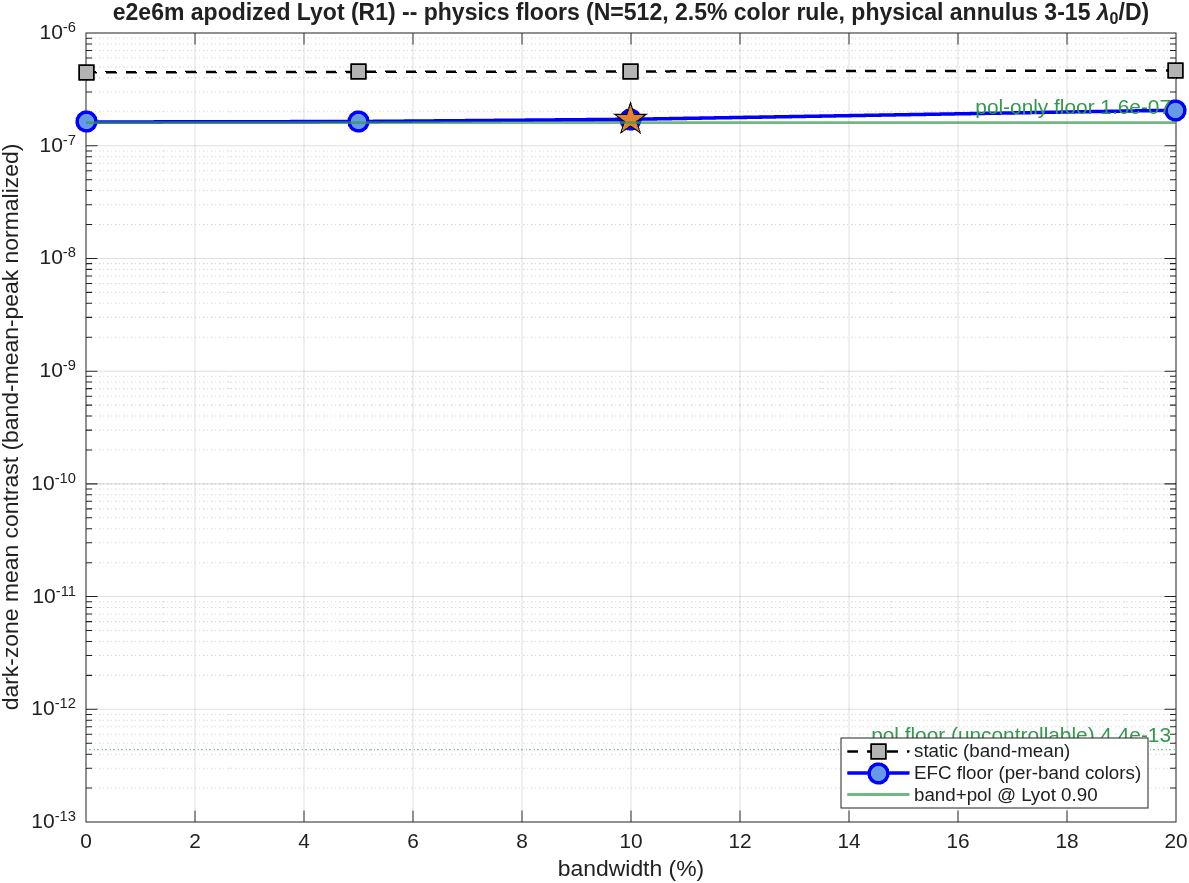 e2e6m apodized Lyot (R1) -- physics floors (N=512, 2.5% color rule, physical annulus 3-15 λ₀/D)
10⁻⁶
10⁻⁷
10⁻⁸
10⁻⁹
10⁻¹⁰
10⁻¹¹
10⁻¹²
10⁻¹³
dark-zone mean contrast (band-mean-peak normalized)
pol-only floor 1.6e-07
pol floor (uncontrollable) 4.4e-13
static (band-mean)
EFC floor (per-band colors)
band+pol @ Lyot 0.90
0 2 4 6 8 10 12 14 16 18 20
bandwidth (%)